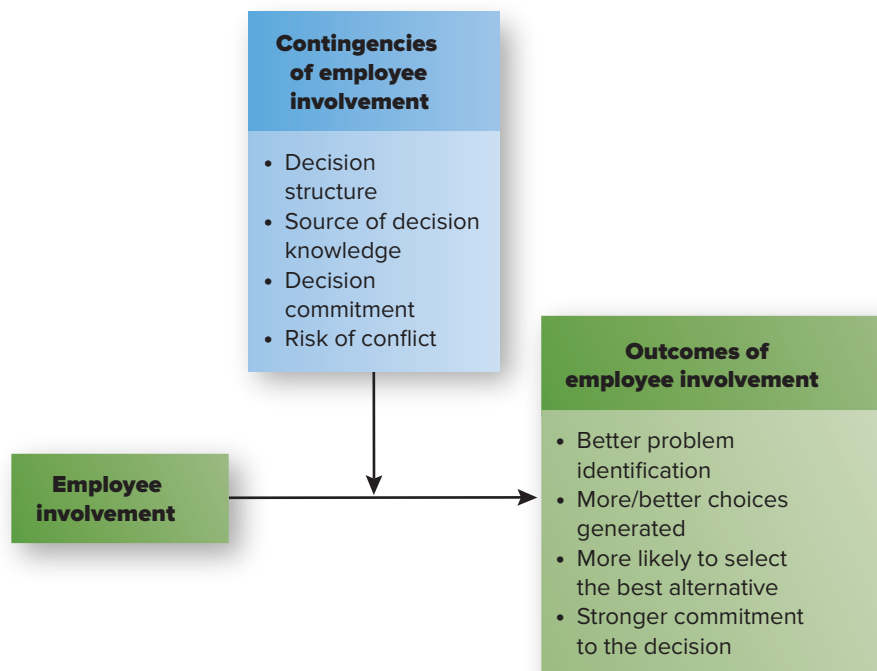 Contingencies
of employee
involvement
• Decision
structure
• Source of decision
knowledge
• Decision
commitment
• Risk of conflict
Employee
involvement
Outcomes of
employee involvement
• Better problem
identification
• More/better choices
generated
• More likely to select
the best alternative
• Stronger commitment
to the decision